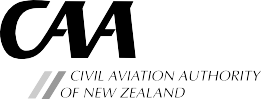 CAA
CIVIL AVIATION AUTHORITY
OF NEW ZEALAND